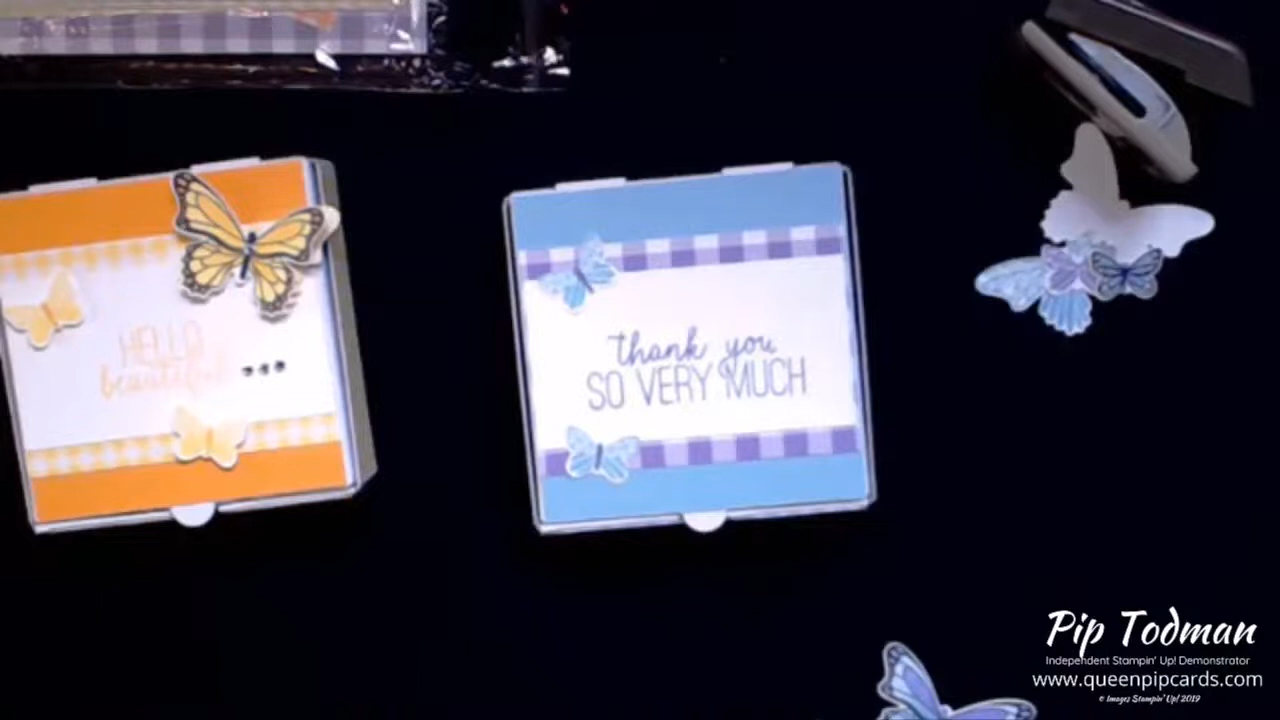 HELLO
beautiful
thank you
SO VERY MUCH
Pip Todman
Independent Stampin' Up! Demonstrator
www.queenpipcards.com
© Images Stampin' Up! 2019